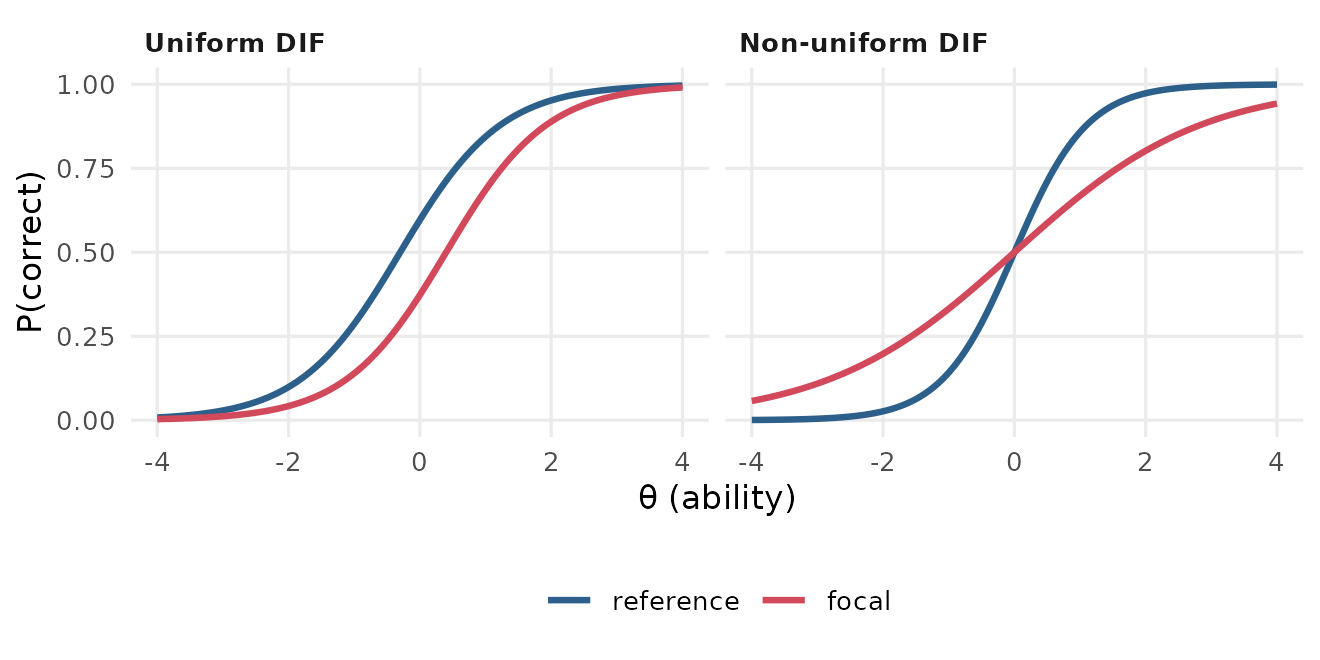 Uniform DIF
Non-uniform DIF
P(correct)
1.00
0.75
0.50
0.25
0.00
-4 -2 0 2 4
-4 -2 0 2 4
θ (ability)
reference focal